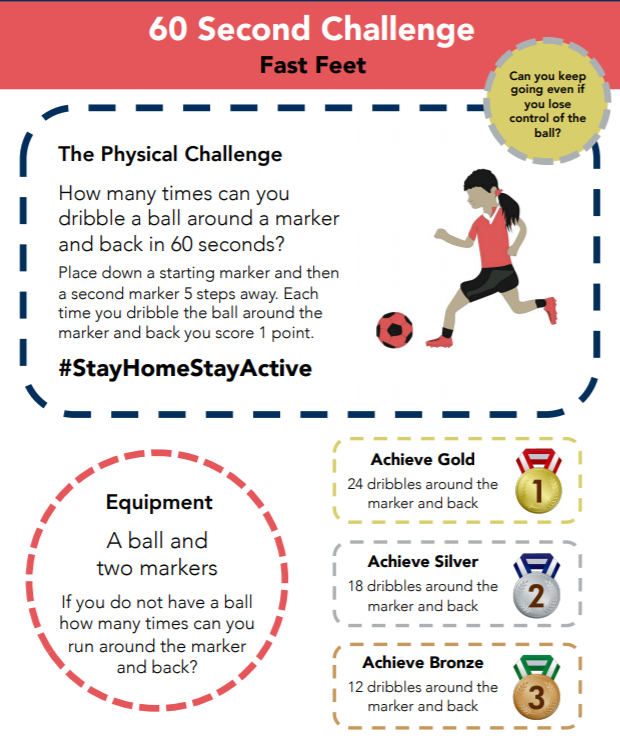 60 Second Challenge
Fast Feet
Can you keep
going even if
you lose
control of the
ball?
The Physical Challenge
How many times can you
dribble a ball around a marker
and back in 60 seconds?
Place down a starting marker and then
a second marker 5 steps away. Each
time you dribble the ball around the
marker and back you score 1 point.
#StayHomeStayActive
Equipment
A ball and
two markers
If you do not have a ball
how many times can you
run around the marker
and back?
Achieve Gold
24 dribbles around the
marker and back
1
Achieve Silver
18 dribbles around the
marker and back
2
Achieve Bronze
12 dribbles around the
marker and back
3